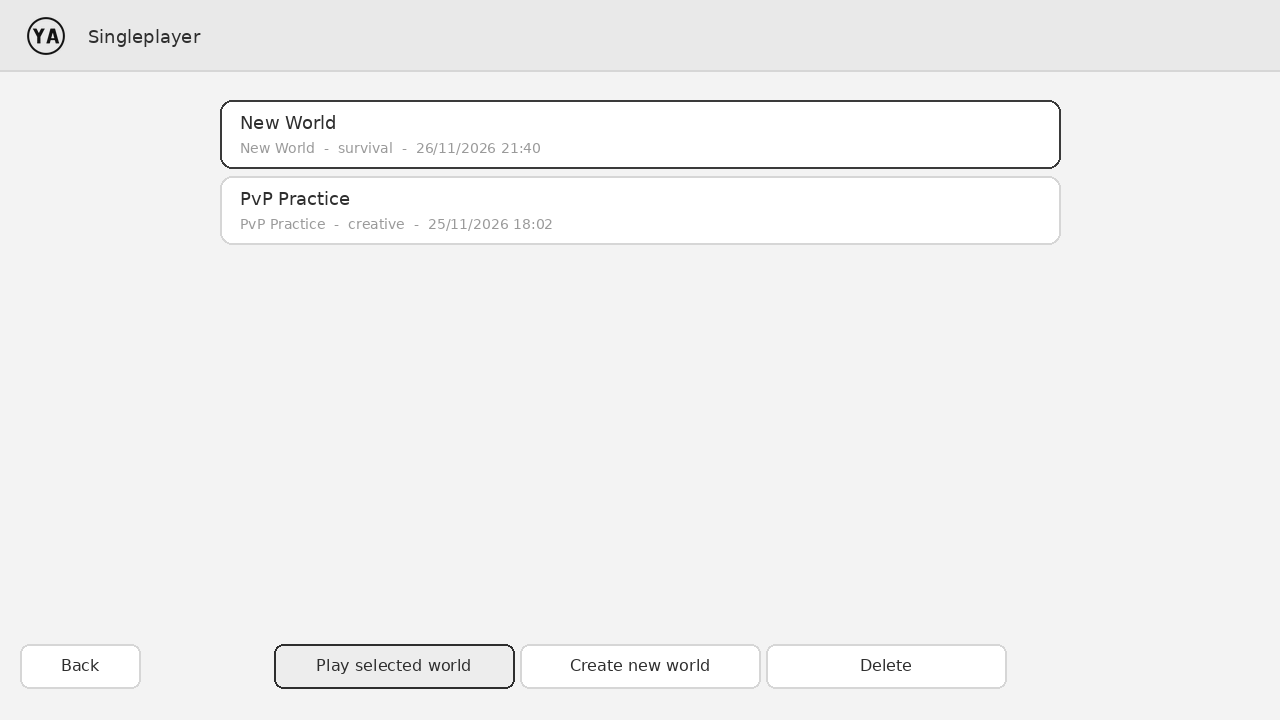 YA
Singleplayer
New World
New World - survival - 26/11/2026 21:40
PvP Practice
PvP Practice - creative - 25/11/2026 18:02
Back
Play selected world
Create new world
Delete